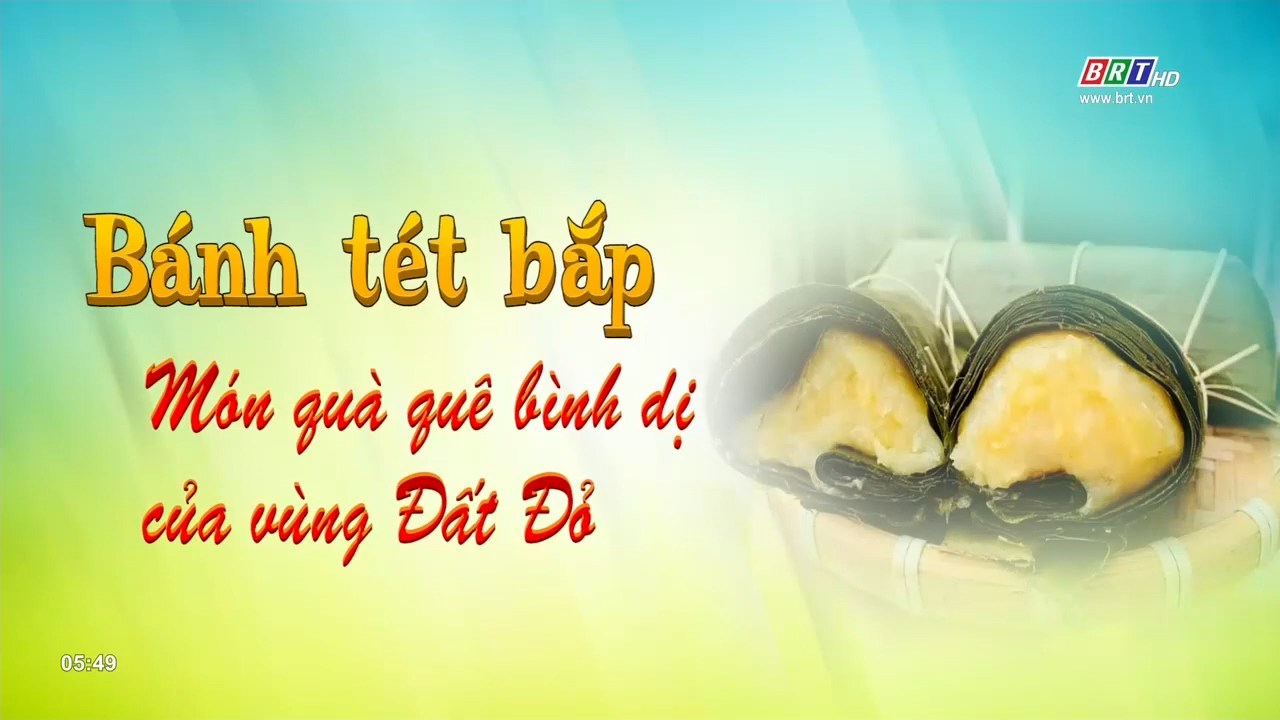 BRT HD
www.brt.vn
Bánh tét bắp
Món quà quê bình dị
của vùng Đất Đỏ
05:49